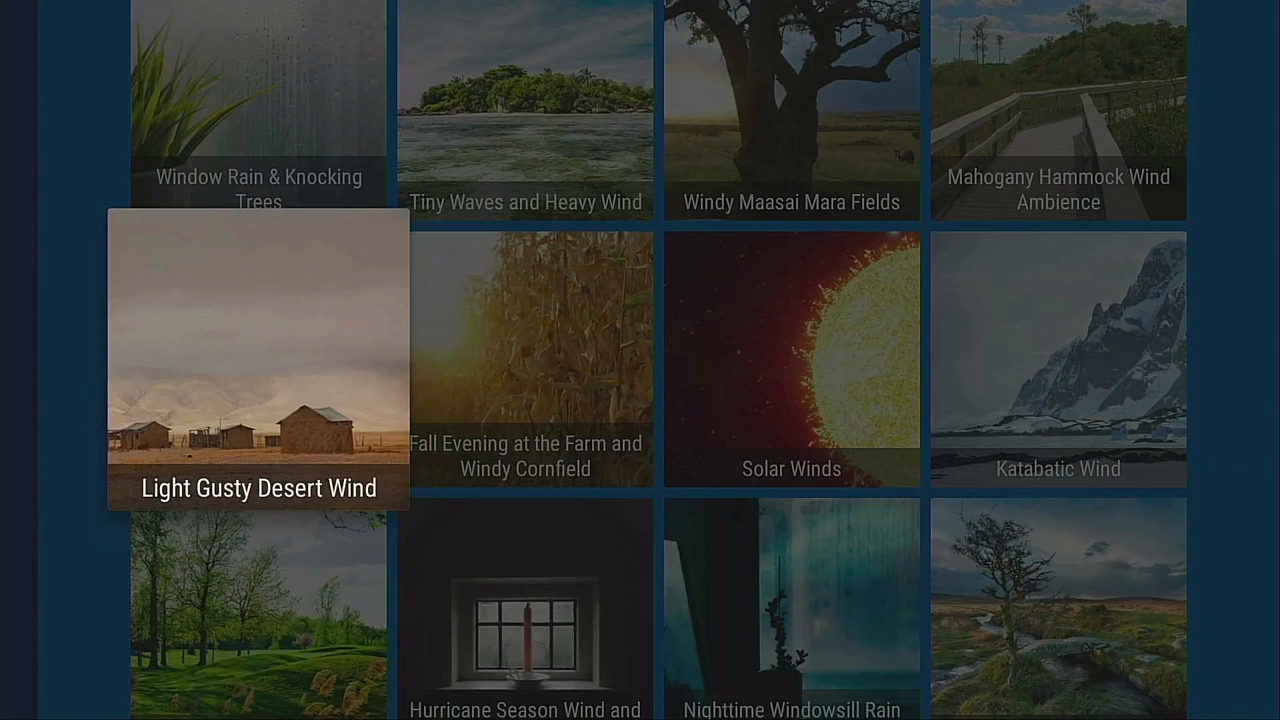 Window Rain & Knocking
Trees
Tiny Waves and Heavy Wind
Windy Maasai Mara Fields
Mahogany Hammock Wind
Ambience
Light Gusty Desert Wind
Fall Evening at the Farm and
Windy Cornfield
Solar Winds
Katabatic Wind
Hurricane Season Wind and
Nighttime Windowsill Rain